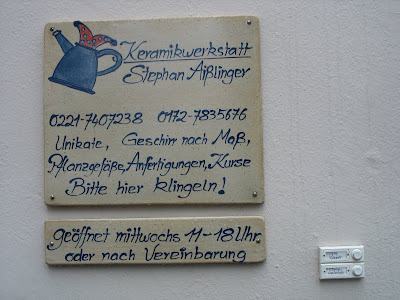 Keramikwerkstatt
Stephan Aißlinger
0221-7407238 0172-7835676
Unikate, Geschirr nach Maß,
Pflanzgefäße, Anfertigungen, Kurse
Bitte hier klingeln!
geöffnet mittwochs 11-18 Uhr
oder nach Vereinbarung